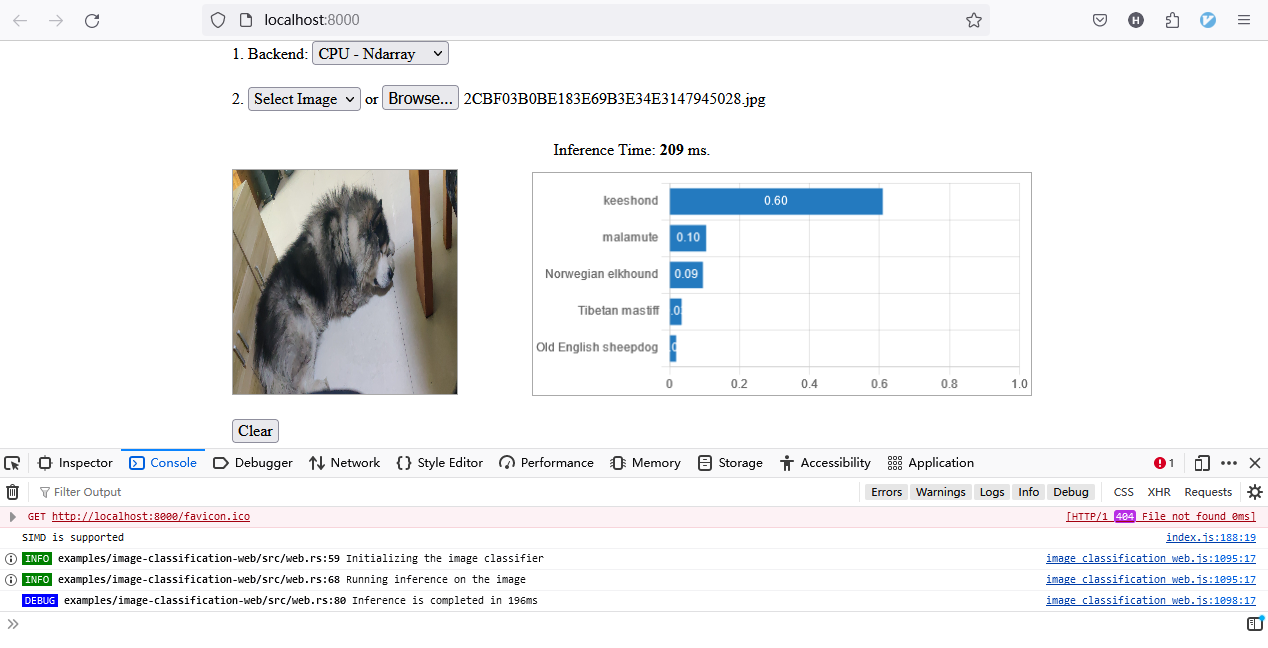 localhost:8000
1. Backend: CPU - Ndarray
2. Select Image or Browse... 2CBF03B0BE183E69B3E34E3147945028.jpg
Inference Time: 209 ms.
keeshond 0.60
malamute 0.10
Norwegian elkhound 0.09
Tibetan mastiff
Old English sheepdog
0 0.2 0.4 0.6 0.8 1.0
Clear
Inspector Console Debugger Network Style Editor Performance Memory Storage Accessibility Application 1
Filter Output Errors Warnings Logs Info Debug CSS XHR Requests
GET http://localhost:8000/favicon.ico [HTTP/1 404 File not found 0ms]
SIMD is supported index.js:188:19
INFO examples/image-classification-web/src/web.rs:59 Initializing the image classifier image_classification_web.js:1095:17
INFO examples/image-classification-web/src/web.rs:68 Running inference on the image image_classification_web.js:1095:17
DEBUG examples/image-classification-web/src/web.rs:80 Inference is completed in 196ms image_classification_web.js:1098:17